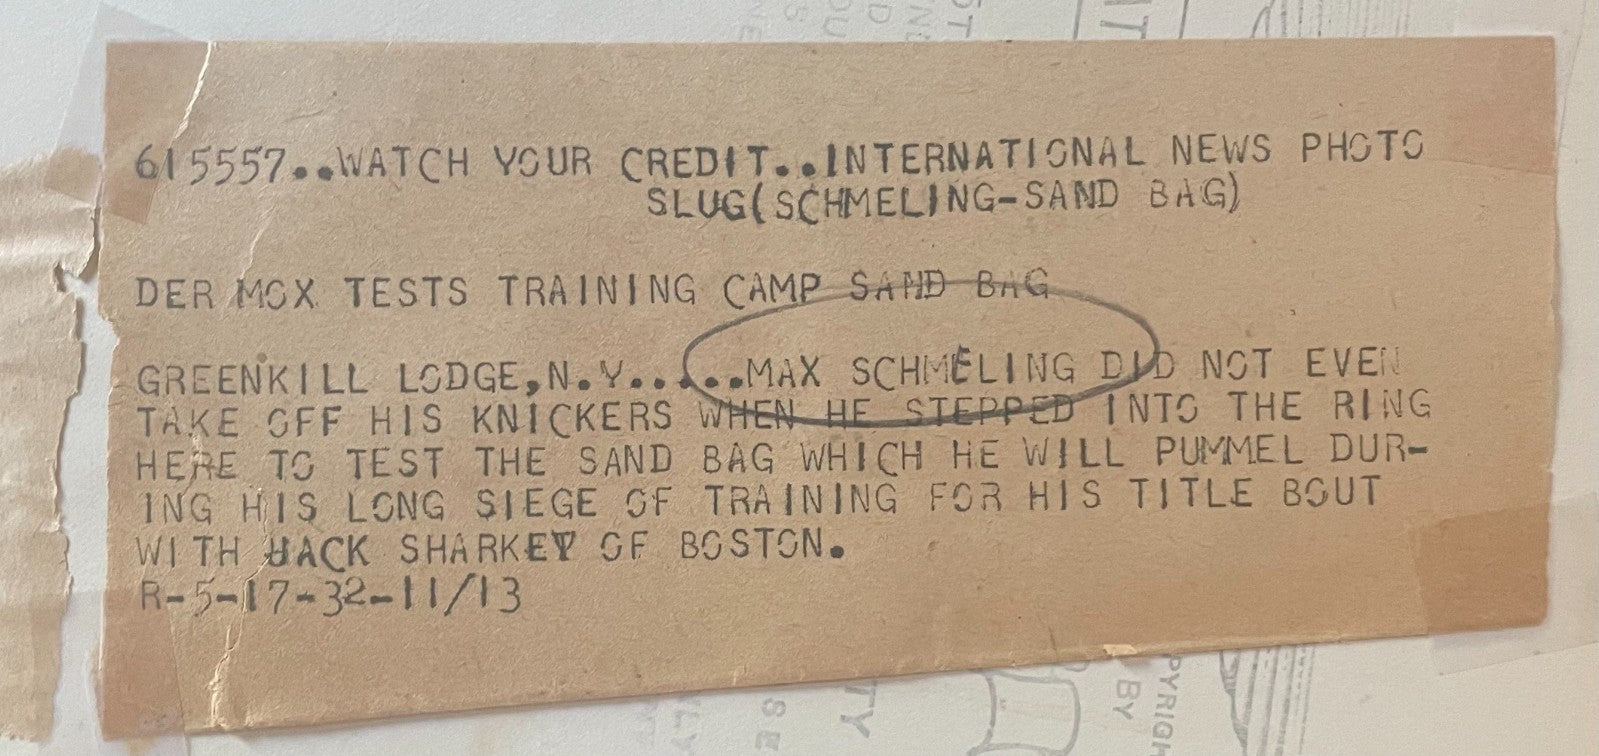 615557..WATCH YOUR CREDIT..INTERNATIONAL NEWS PHOTO
SLUG(SCHMELING-SAND BAG)
DER MOX TESTS TRAINING CAMP SAND BAG
GREENKILL LODGE,N.Y.....MAX SCHMELING DID NOT EVEN
TAKE OFF HIS KNICKERS WHEN HE STEPPED INTO THE RING
HERE TO TEST THE SAND BAG WHICH HE WILL PUMMEL DUR-
ING HIS LONG SIEGE OF TRAINING FOR HIS TITLE BOUT
WITH JACK SHARKEY OF BOSTON.
R-5-17-32-11/13
BY